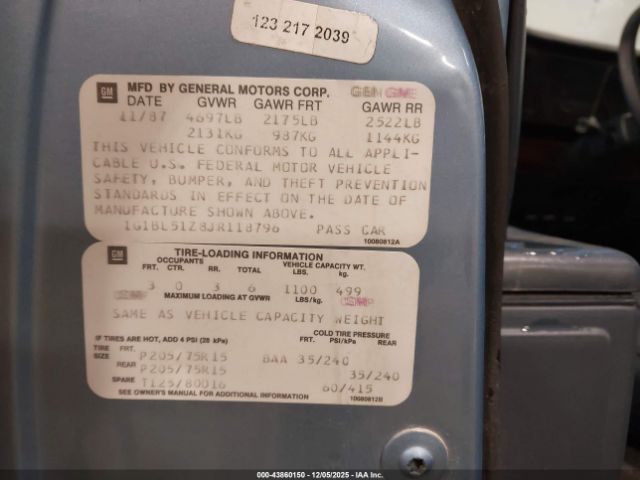 123 217 2039
GM MFD BY GENERAL MOTORS CORP.
DATE GVWR GAWR FRT GAWR RR
11/87 4697LB 2175LB 2522LB
2131KG 987KG 1144KG
THIS VEHICLE CONFORMS TO ALL APPLI-
CABLE U.S. FEDERAL MOTOR VEHICLE
SAFETY, BUMPER, AND THEFT PREVENTION
STANDARDS IN EFFECT ON THE DATE OF
MANUFACTURE SHOWN ABOVE.
1G1BL51Z8JR118796 PASS CAR
10080812A
GM TIRE-LOADING INFORMATION
OCCUPANTS VEHICLE CAPACITY WT.
FRT. CTR. RR. TOTAL LBS. kg.
3 0 3 6 1100 499
MAXIMUM LOADING AT GVWR LBS/kg.
SAME AS VEHICLE CAPACITY WEIGHT
IF TIRES ARE HOT, ADD 4 PSI (28 kPa) COLD TIRE PRESSURE
FRT. PSI/kPa REAR
TIRE SIZE FRT. P205/75R15 BAA 35/240
REAR P205/75R15 35/240
SPARE T125/80D16 60/415
SEE OWNER'S MANUAL FOR ADDITIONAL INFORMATION 10080812B
000-43860150 - 12/05/2025 - IAAI.COM